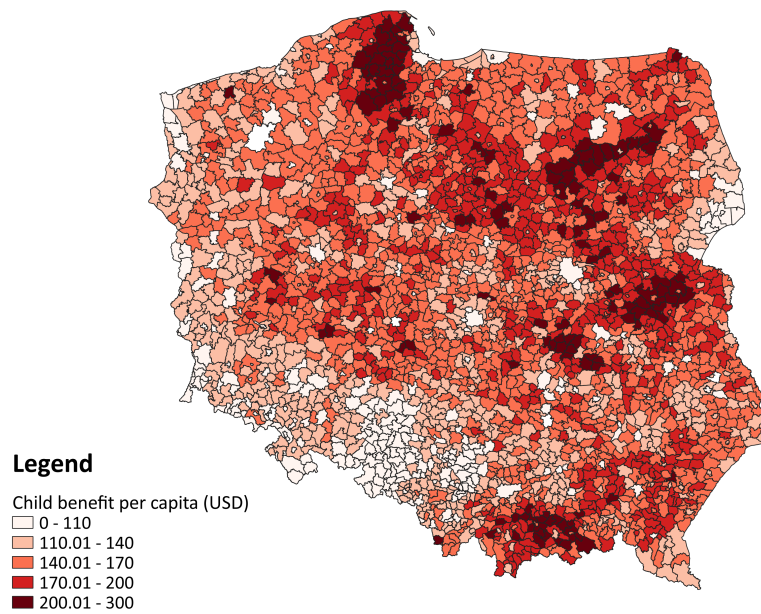 Legend
Child benefit per capita (USD)
0 - 110
110.01 - 140
140.01 - 170
170.01 - 200
200.01 - 300